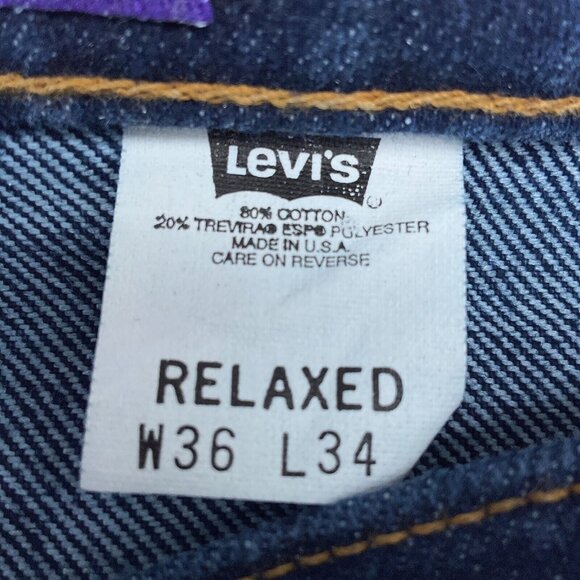 LEVI'S
®
80% COTTON
20% TREVIRA® ESP® POLYESTER
MADE IN U.S.A.
CARE ON REVERSE
RELAXED
W36 L34